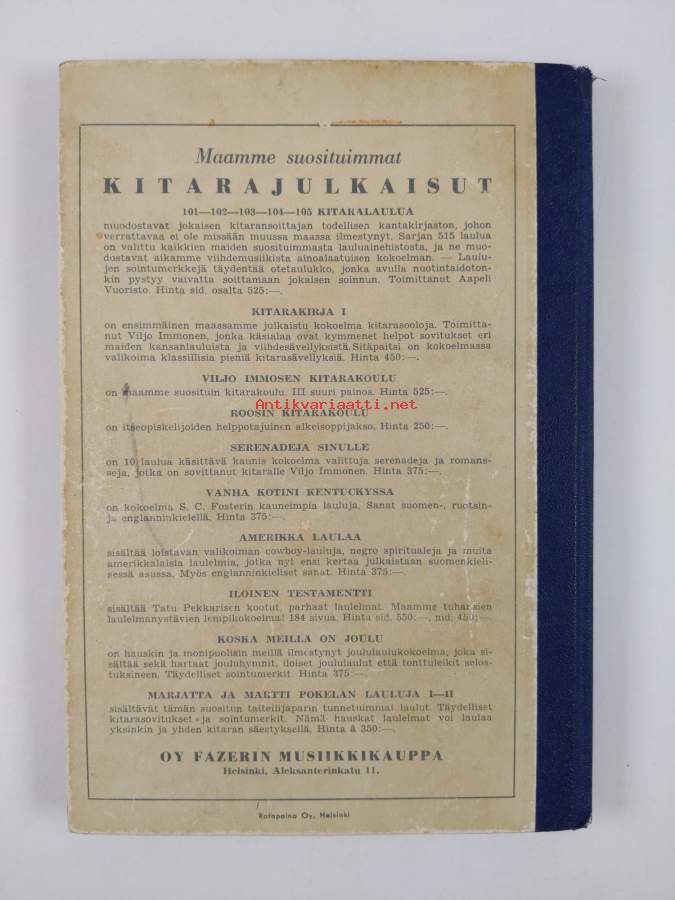 Maamme suosituimmat
KITARAJULKAISUT
101—102—103—104—105 KITARALAULUA
muodostavat jokaisen kitaransoittajan todellisen kantakirjaston, johon
verrattavaa ei ole missään muussa maassa ilmestynyt. Sarjan 515 laulua
on valittu kaikkien maiden suosituimmasta lauluainehistosta, ja ne muo-
dostavat aikamme viihdemusiikista ainoalaatuisen kokoelman. — Laulu-
jen sointumerkkejä täydentää otetaulukko, jonka avulla nuotintaidoton-
kin pystyy vaivatta soittamaan jokaisen soinnun. Toimittanut Aapeli
Vuoristo. Hinta sid. osalta 525:—.
KITARAKIRJA I
on ensimmäinen maassamme julkaistu kokoelma kitarasooloja. Toimitta-
nut Viljo Immonen, jonka käsialaa ovat kymmenet helpot sovitukset eri
maiden kansanlauluista ja viihdesävellyksistä. Sitäpaitsi on kokoelmassa
valikoima klassillisia pieniä kitarasävellyksiä. Hinta 450:—.
VILJO IMMOSEN KITARAKOULU
on maamme suosituin kitarakoulu. III suuri painos. Hinta 525:—.
Antikvariaatti.net
ROOSIN KITARAKOULU
on itseopiskelijoiden helppotajuinen alkeisoppijakso. Hinta 250:—.
SERENADEJA SINULLE
on 10 laulua käsittävä kaunis kokoelma valittuja serenadeja ja romans-
seja, jotka on sovittanut kitaralle Viljo Immonen. Hinta 375:—.
VANHA KOTINI KENTUCKYSSA
on kokoelma S. C. Fosterin kauneimpia lauluja. Sanat suomen-, ruotsin-
ja englanninkielellä. Hinta 375:—.
AMERIKKA LAULAA
sisältää loistavan valikoiman cowboy-lauluja, negro spiritualeja ja muita
amerikkalaisia laulelmia, jotka nyt ensi kertaa julkaistaan suomenkieli-
sessä asussa. Myös englanninkieliset sanat. Hinta 375:—.
ILOINEN TESTAMENTTI
sisältää Tatu Pekkarisen kootut, parhaat laulelmat. Maamme tuhansien
laulelmanystävien lempikokoelma! 184 sivua. Hinta sid. 550:—, nid. 450:—.
KOSKA MEILLÄ ON JOULU
on hauskin ja monipuolisin meillä ilmestynyt joululaulukokoelma, joka si-
sältää sekä hartaat jouluhymnit, iloiset joululaulut että tonttuleikit selos-
tuksineen. Täydelliset sointumerkit. Hinta 375:—
MARJATTA JA MARTTI POKELAN LAULUJA I—II
sisältävät tämän suositun taiteilijaparin tunnetuimmat laulut. Täydelliset
kitarasovitukset ja sointumerkit. Nämä hauskat laulelmat voi laulaa
yksinkin ja yhden kitaran säestyksellä. Hinta à 350:—.
OY FAZERIN MUSIIKKIKAUPPA
Helsinki, Aleksanterinkatu 11.
Rotapaino Oy, Helsinki